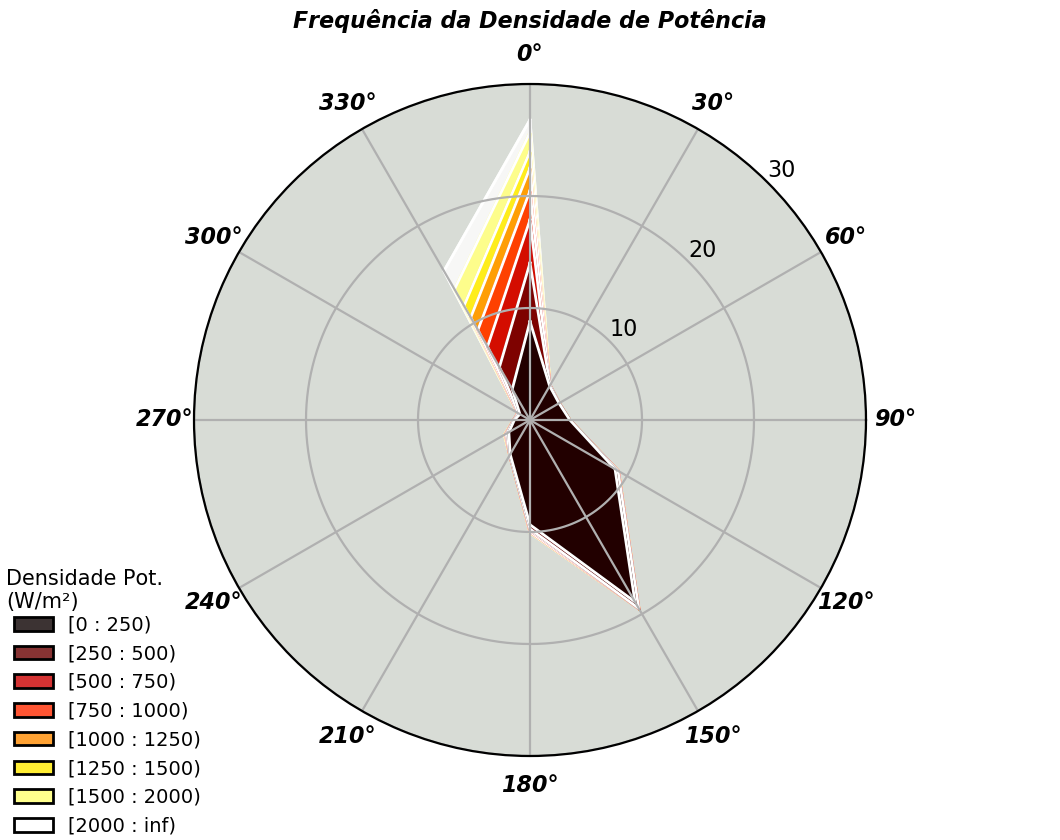 Frequência da Densidade de Potência
0°
330°
30°
30
300°
60°
20
10
270°
90°
240°
120°
210°
150°
180°
Densidade Pot.
(W/m²)
[0 : 250)
[250 : 500)
[500 : 750)
[750 : 1000)
[1000 : 1250)
[1250 : 1500)
[1500 : 2000)
[2000 : inf)